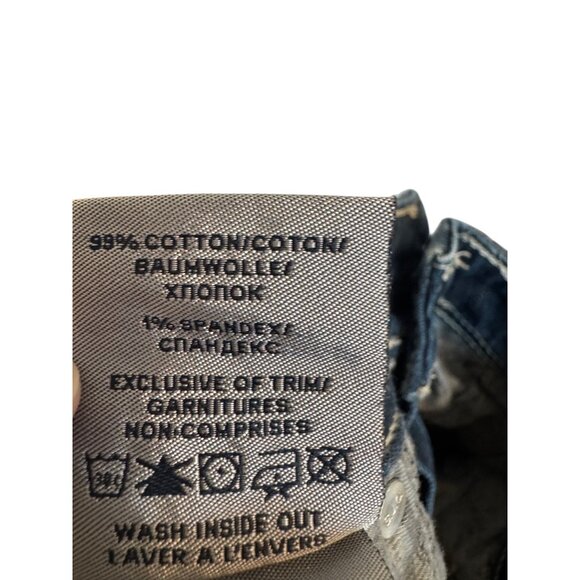 99% COTTON/COTON/
BAUMWOLLE/
ХЛОПОК
1% SPANDEX/
СПАНДЕКС
EXCLUSIVE OF TRIM/
GARNITURES
NON-COMPRISES
30c
WASH INSIDE OUT
LAVER A L'ENVERS